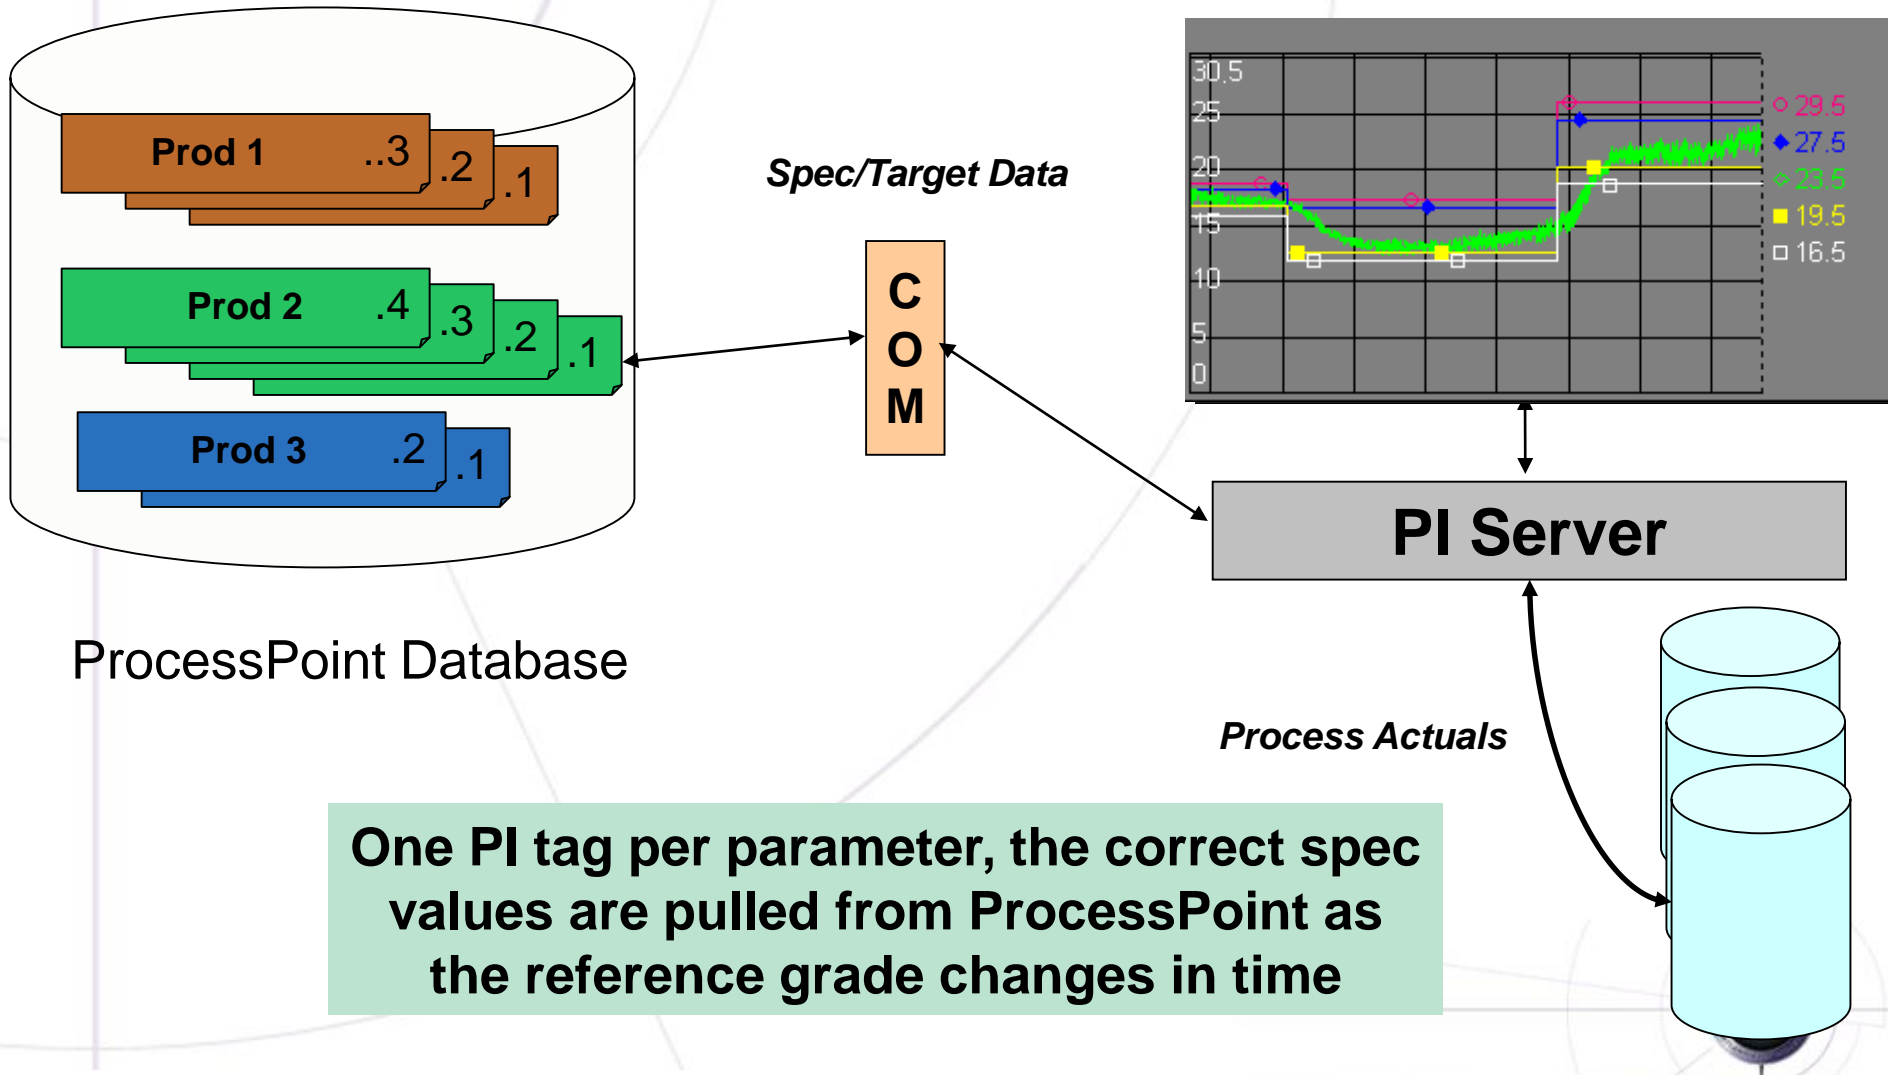 Prod 1 ..3
.2
.1
Prod 2 .4
.3
.2
.1
Prod 3 .2
.1
ProcessPoint Database
Spec/Target Data
C
O
M
30.5
25
20
15
10
5
0
29.5
27.5
23.5
19.5
16.5
PI Server
Process Actuals
One PI tag per parameter, the correct spec
values are pulled from ProcessPoint as
the reference grade changes in time